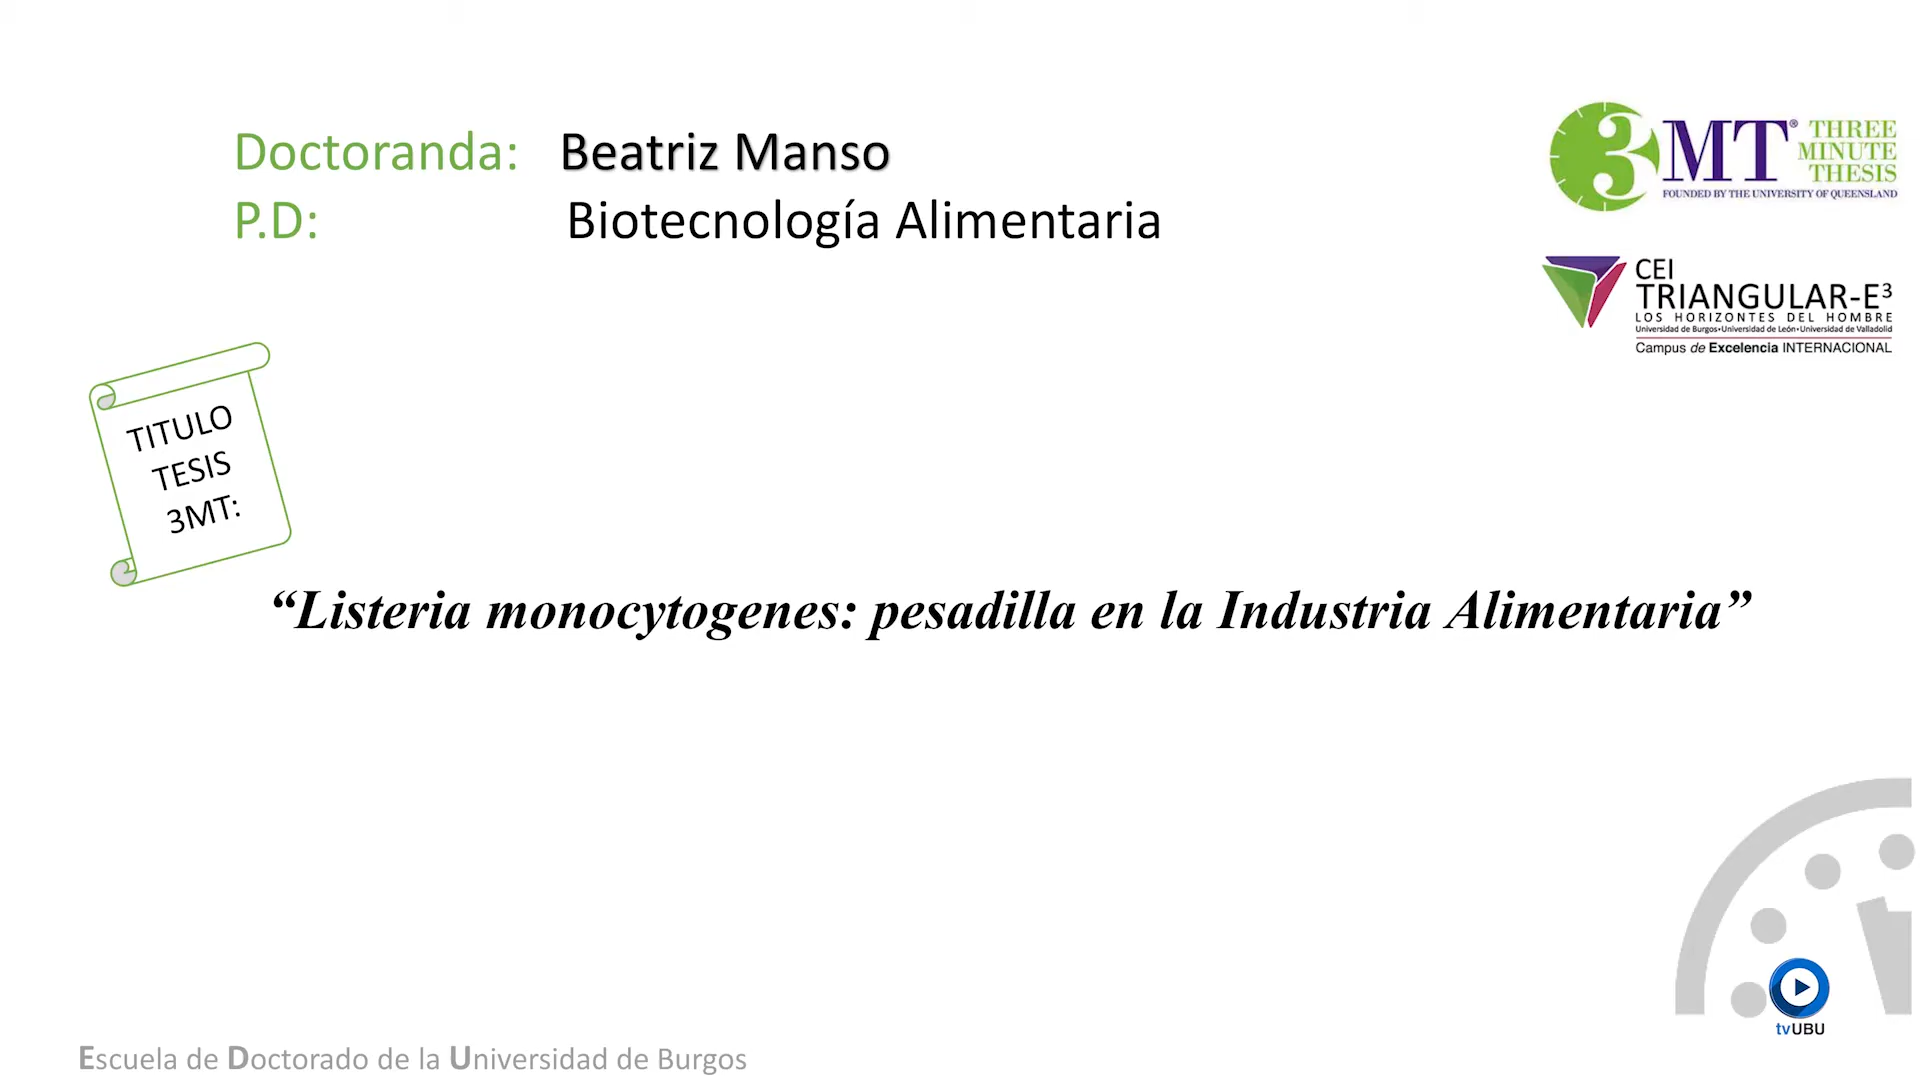 Doctoranda: Beatriz Manso
P.D: Biotecnología Alimentaria
3MT® THREE
MINUTE
THESIS
FOUNDED BY THE UNIVERSITY OF QUEENSLAND
CEI
TRIANGULAR-E³
LOS HORIZONTES DEL HOMBRE
Universidad de Burgos•Universidad de León•Universidad de Valladolid
Campus de Excelencia INTERNACIONAL
TITULO
TESIS
3MT:
“Listeria monocytogenes: pesadilla en la Industria Alimentaria”
tvUBU
Escuela de Doctorado de la Universidad de Burgos